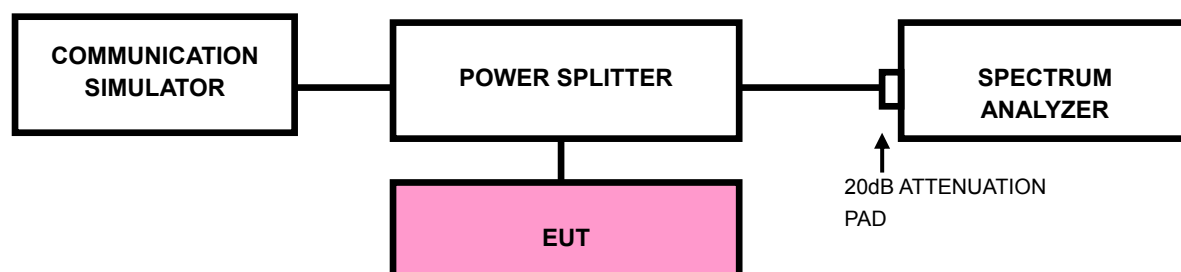 COMMUNICATION
SIMULATOR
POWER SPLITTER
SPECTRUM
ANALYZER
20dB ATTENUATION
PAD
EUT